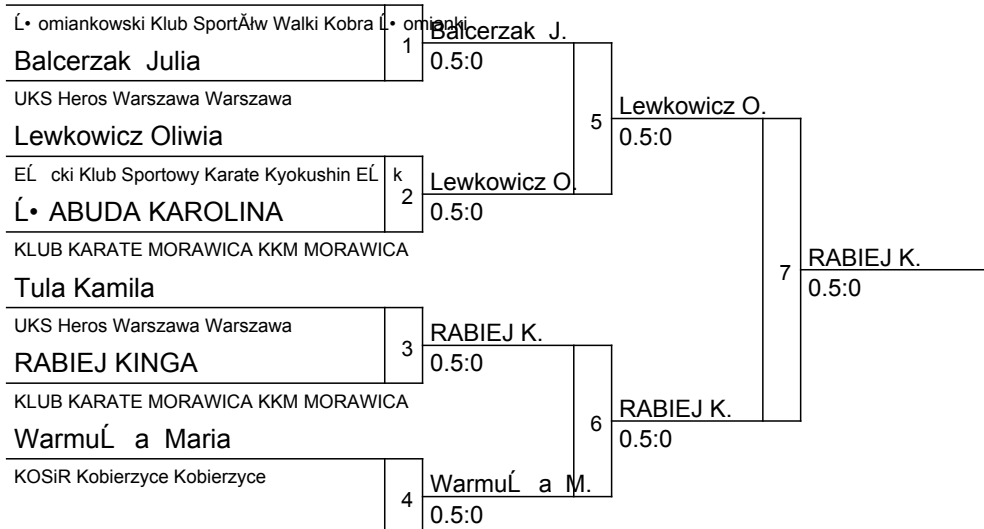 Ĺ• omiankowski Klub SportĂłw Walki Kobra Ĺ• omianki
Balcerzak Julia
1
Balcerzak J.
0.5:0
UKS Heros Warszawa Warszawa
Lewkowicz Oliwia
5
Lewkowicz O.
0.5:0
EĹ cki Klub Sportowy Karate Kyokushin EĹ k
Ĺ• ABUDA KAROLINA
2
Lewkowicz O.
0.5:0
KLUB KARATE MORAWICA KKM MORAWICA
Tula Kamila
7
RABIEJ K.
0.5:0
UKS Heros Warszawa Warszawa
RABIEJ KINGA
3
RABIEJ K.
0.5:0
KLUB KARATE MORAWICA KKM MORAWICA
WarmuĹ a Maria
6
RABIEJ K.
0.5:0
KOSiR Kobierzyce Kobierzyce
4
WarmuĹ a M.
0.5:0